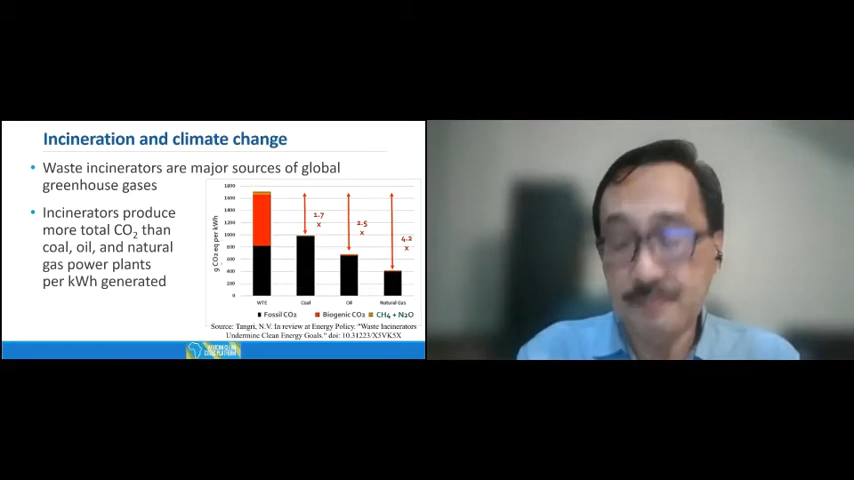 Incineration and climate change
• Waste incinerators are major sources of global
greenhouse gases
• Incinerators produce
more total CO₂ than
coal, oil, and natural
gas power plants
per kWh generated
g CO2 eq per kWh
1800
1600
1400
1200
1000
800
600
400
200
0
1.7
x
2.5
x
4.2
x
WTE Coal Oil Natural Gas
Fossil CO2 Biogenic CO2 CH4 + N2O
Source: Tangri, N.V. In review at Energy Policy. "Waste Incinerators
Undermine Clean Energy Goals." doi: 10.31223/X5VK5X
AFRICAN CLEAN
CITIES PLATFORM